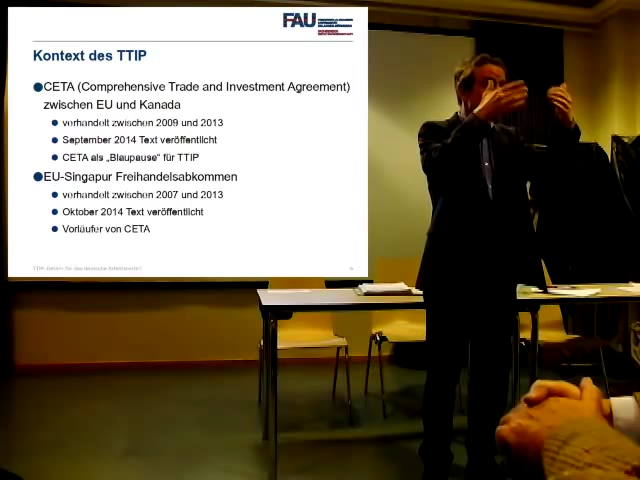 FAU
Kontext des TTIP
CETA (Comprehensive Trade and Investment Agreement)
zwischen EU und Kanada
verhandelt zwischen 2009 und 2013
September 2014 Text veröffentlicht
CETA als „Blaupause“ für TTIP
EU-Singapur Freihandelsabkommen
verhandelt zwischen 2007 und 2013
Oktober 2014 Text veröffentlicht
Vorläufer von CETA